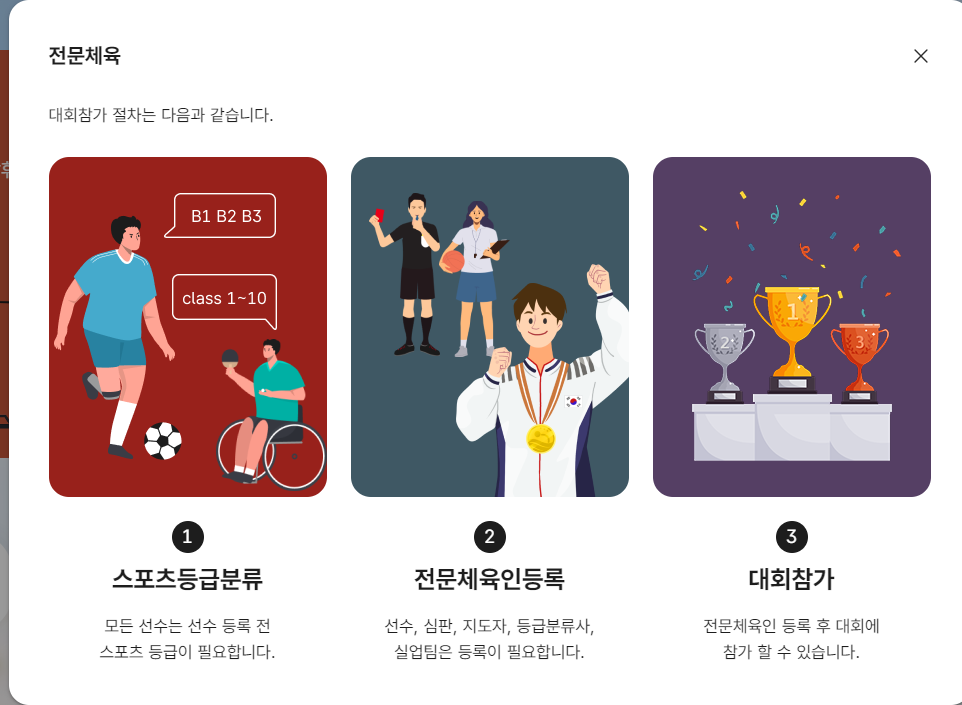 전문체육
대회참가 절차는 다음과 같습니다.
B1 B2 B3
class 1~10
1
2
3
1
스포츠등급분류
모든 선수는 선수 등록 전
스포츠 등급이 필요합니다.
2
전문체육인등록
선수, 심판, 지도자, 등급분류사,
실업팀은 등록이 필요합니다.
3
대회참가
전문체육인 등록 후 대회에
참가 할 수 있습니다.